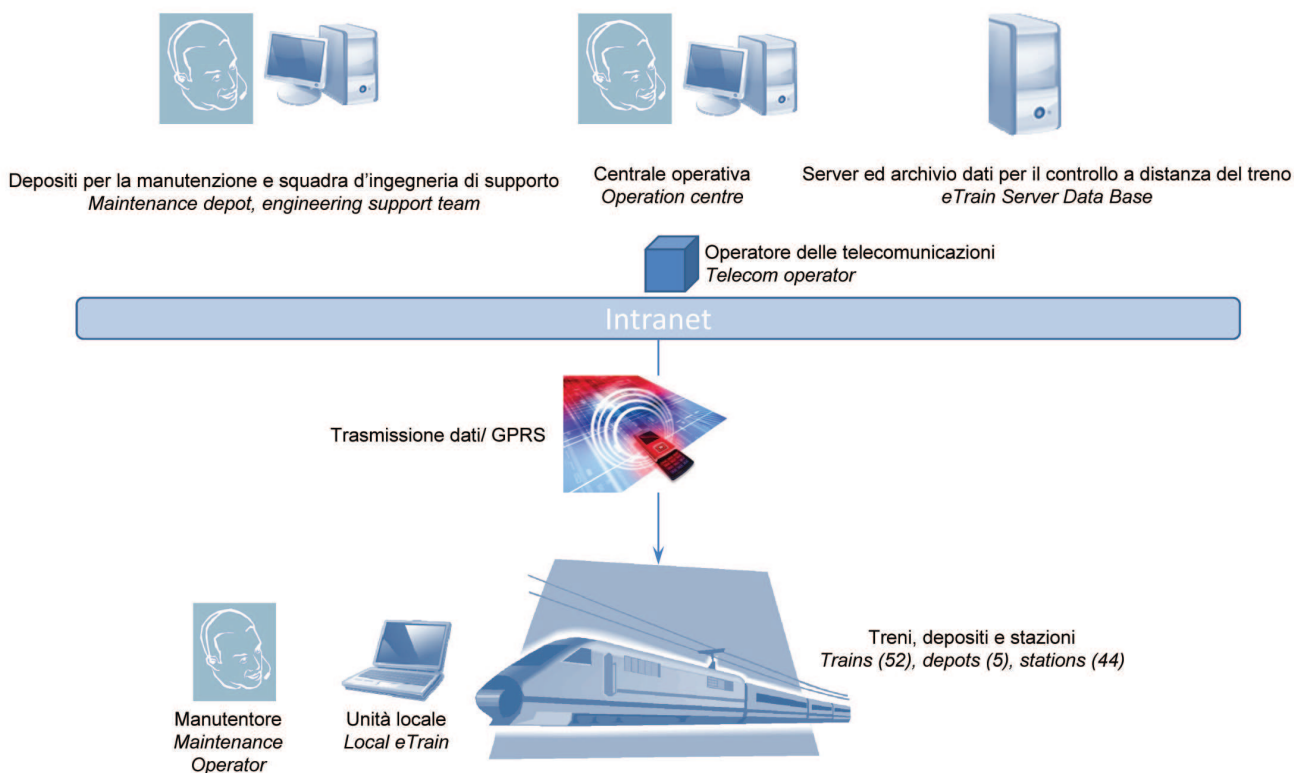 Depositi per la manutenzione e squadra d'ingegneria di supporto
Maintenance depot, engineering support team
Centrale operativa
Operation centre
Server ed archivio dati per il controllo a distanza del treno
eTrain Server Data Base
Operatore delle telecomunicazioni
Telecom operator
Intranet
Trasmissione dati/ GPRS
Treni, depositi e stazioni
Trains (52), depots (5), stations (44)
Manutentore
Maintenance
Operator
Unità locale
Local eTrain